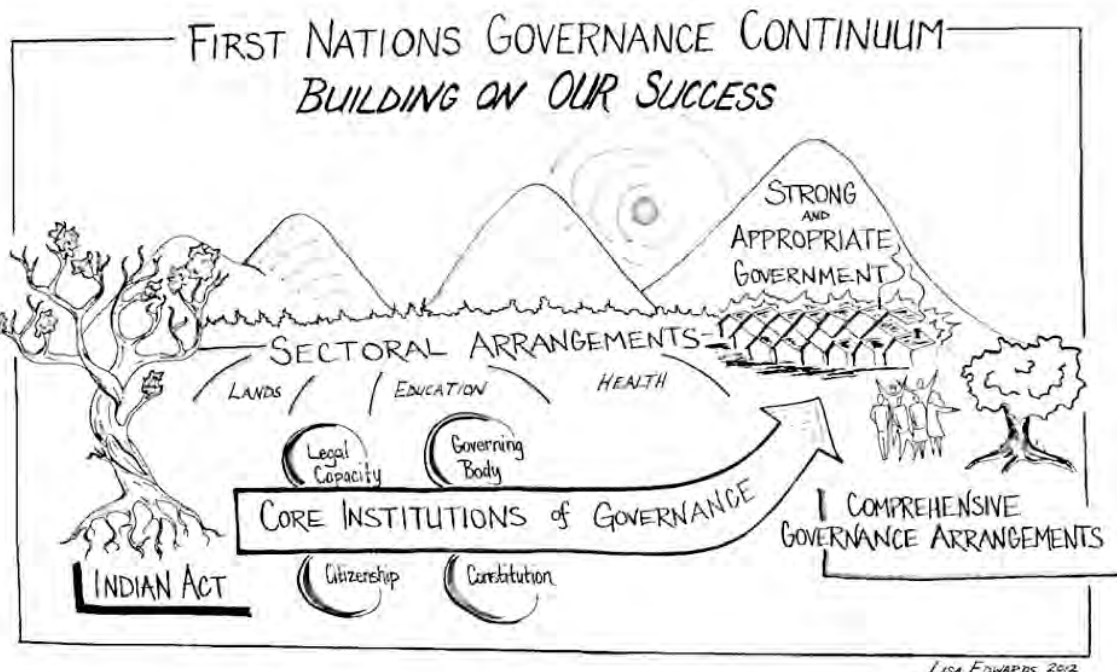 FIRST NATIONS GOVERNANCE CONTINUUM
BUILDING ON OUR SUCCESS
STRONG
AND
APPROPRIATE
GOVERNMENT
SECTORAL ARRANGEMENTS
LANDS
EDUCATION
HEALTH
Legal
Capacity
Governing
Body
CORE INSTITUTIONS of GOVERNANCE
Citizenship
Constitution
INDIAN ACT
COMPREHENSIVE
GOVERNANCE ARRANGEMENTS
LISA EDWARDS 2012